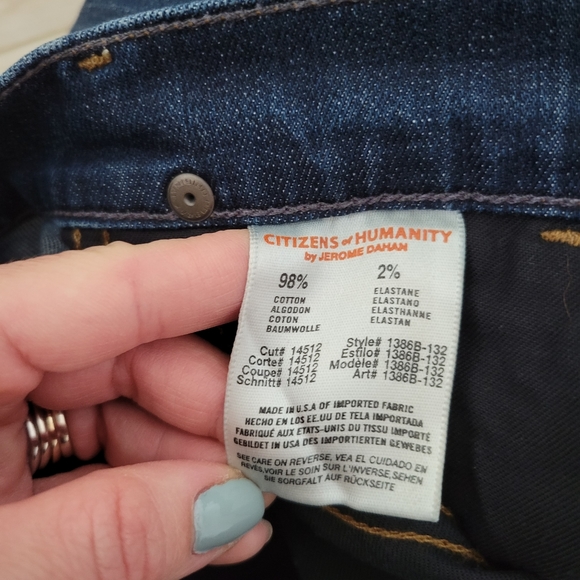 CITIZENS of HUMANITY
by JEROME DAHAN
98% 2%
COTTON ELASTANE
ALGODON ELASTANO
COTON ELASTHANNE
BAUMWOLLE ELASTAN
Cut# 14512 Style# 1386B-132
Corte# 14512 Estilo# 1386B-132
Coupe# 14512 Modèle# 1386B-132
Schnitt# 14512 Art# 1386B-132
MADE IN U.S.A OF IMPORTED FABRIC
HECHO EN LOS EE.UU DE TELA IMPORTADA
FABRIQUÉ AUX ETATS-UNIS DU TISSU IMPORTÉ
GEBILDET IN USA DES IMPORTIERTEN GEWEBES
SEE CARE ON REVERSE, VEA EL CUIDADO EN
REVES,VOIR LE SOIN SUR L'INVERSE,SEHEN
SIE SORGFALT AUF RÜCKSEITE